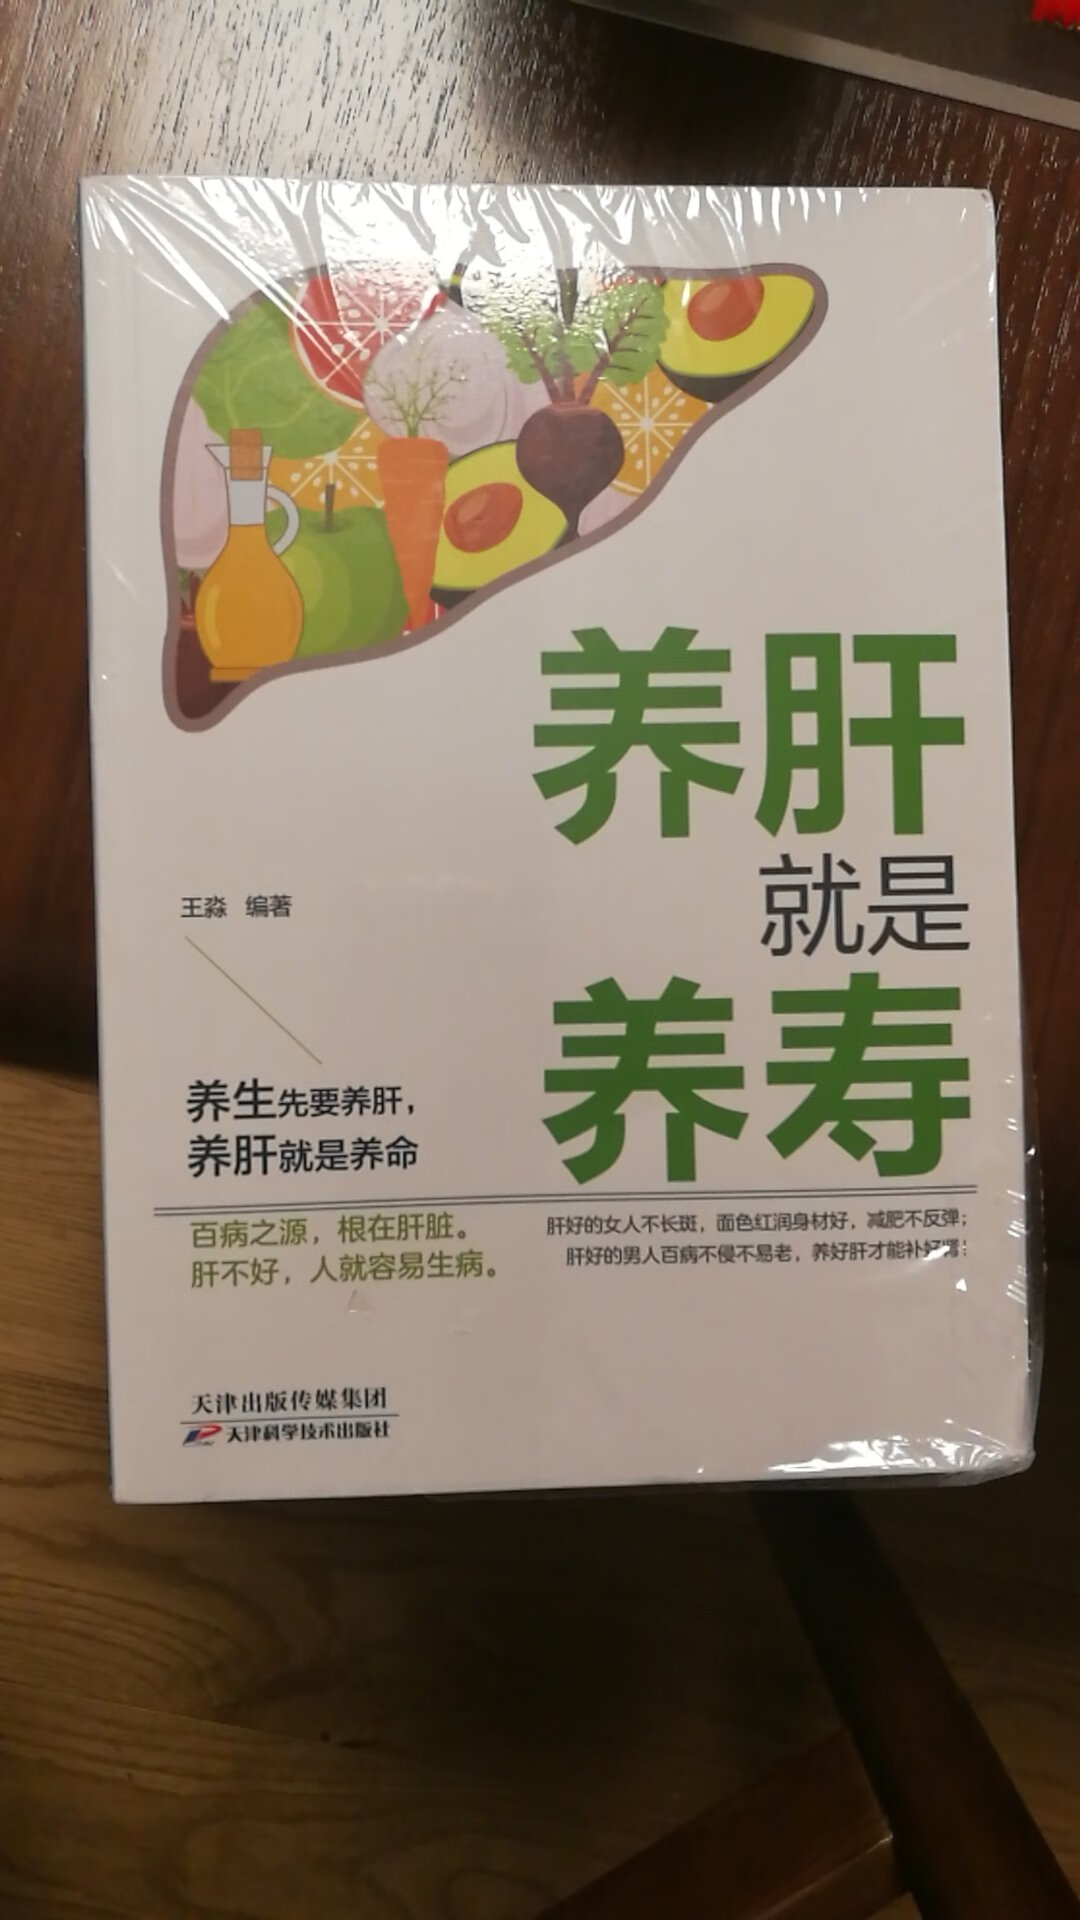 养肝
就是
养寿
王淼 编著
养生先要养肝，
养肝就是养命
百病之源，根在肝脏。
肝不好，人就容易生病。
肝好的女人不长斑，面色红润身材好，减肥不反弹；
肝好的男人百病不侵不易老，养好肝才能补好肾；
天津出版传媒集团
天津科学技术出版社